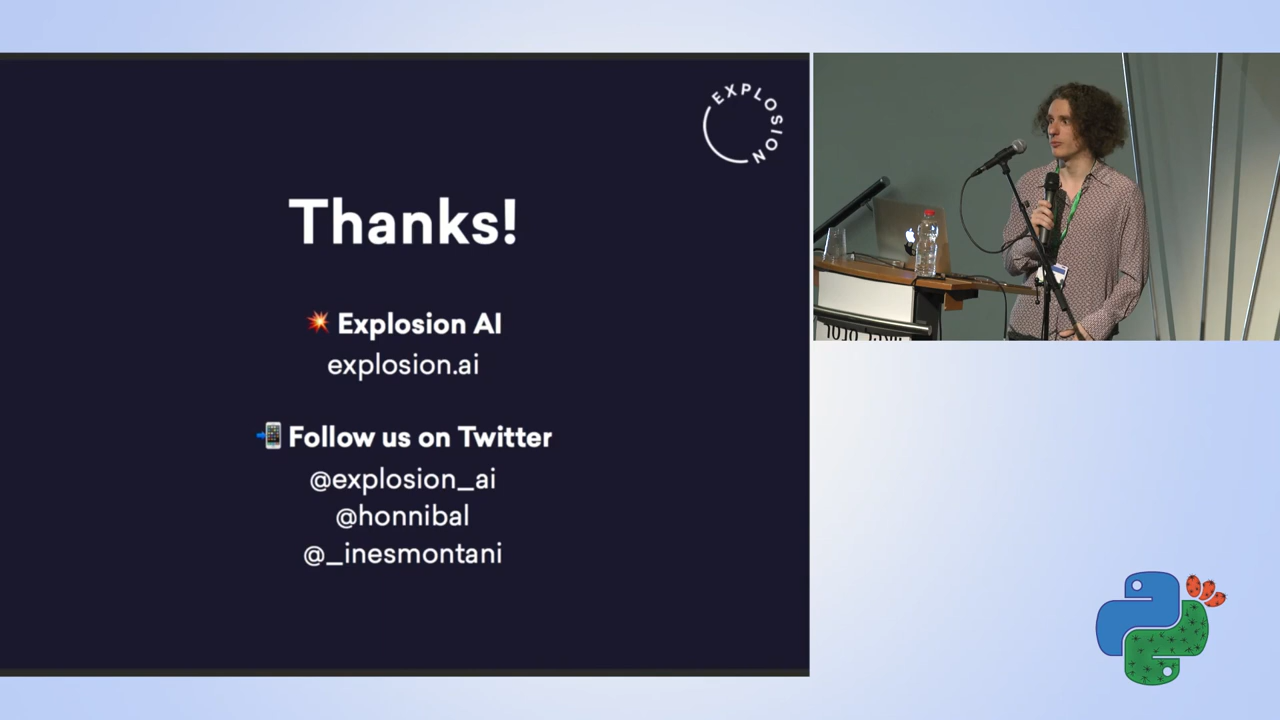 EXPLOSION
Thanks!
💥 Explosion AI
explosion.ai
📲 Follow us on Twitter
@explosion_ai
@honnibal
@_inesmontani